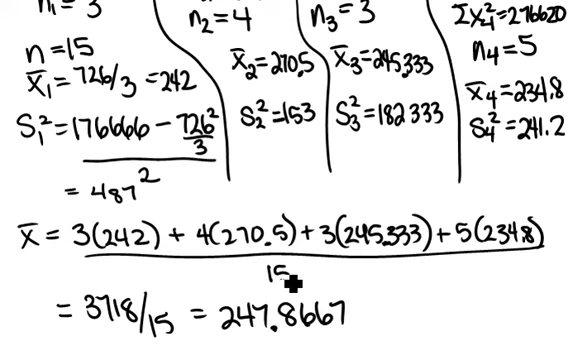 n₁ = 3
n = 15
x̄₁ = 726/3 = 242
S₁² = 176666 − 726²/3
= 487 2
n₂ = 4
x̄₂ = 270.5
S₂² = 153
n₃ = 3
x̄₃ = 245.333
S₃² = 182.333
Σx₄² = 276620
n₄ = 5
x̄₄ = 234.8
S₄² = 241.2
x̄ = 3(242) + 4(270.5) + 3(245.333) + 5(234.8)
15
= 3718/15 = 247.8667